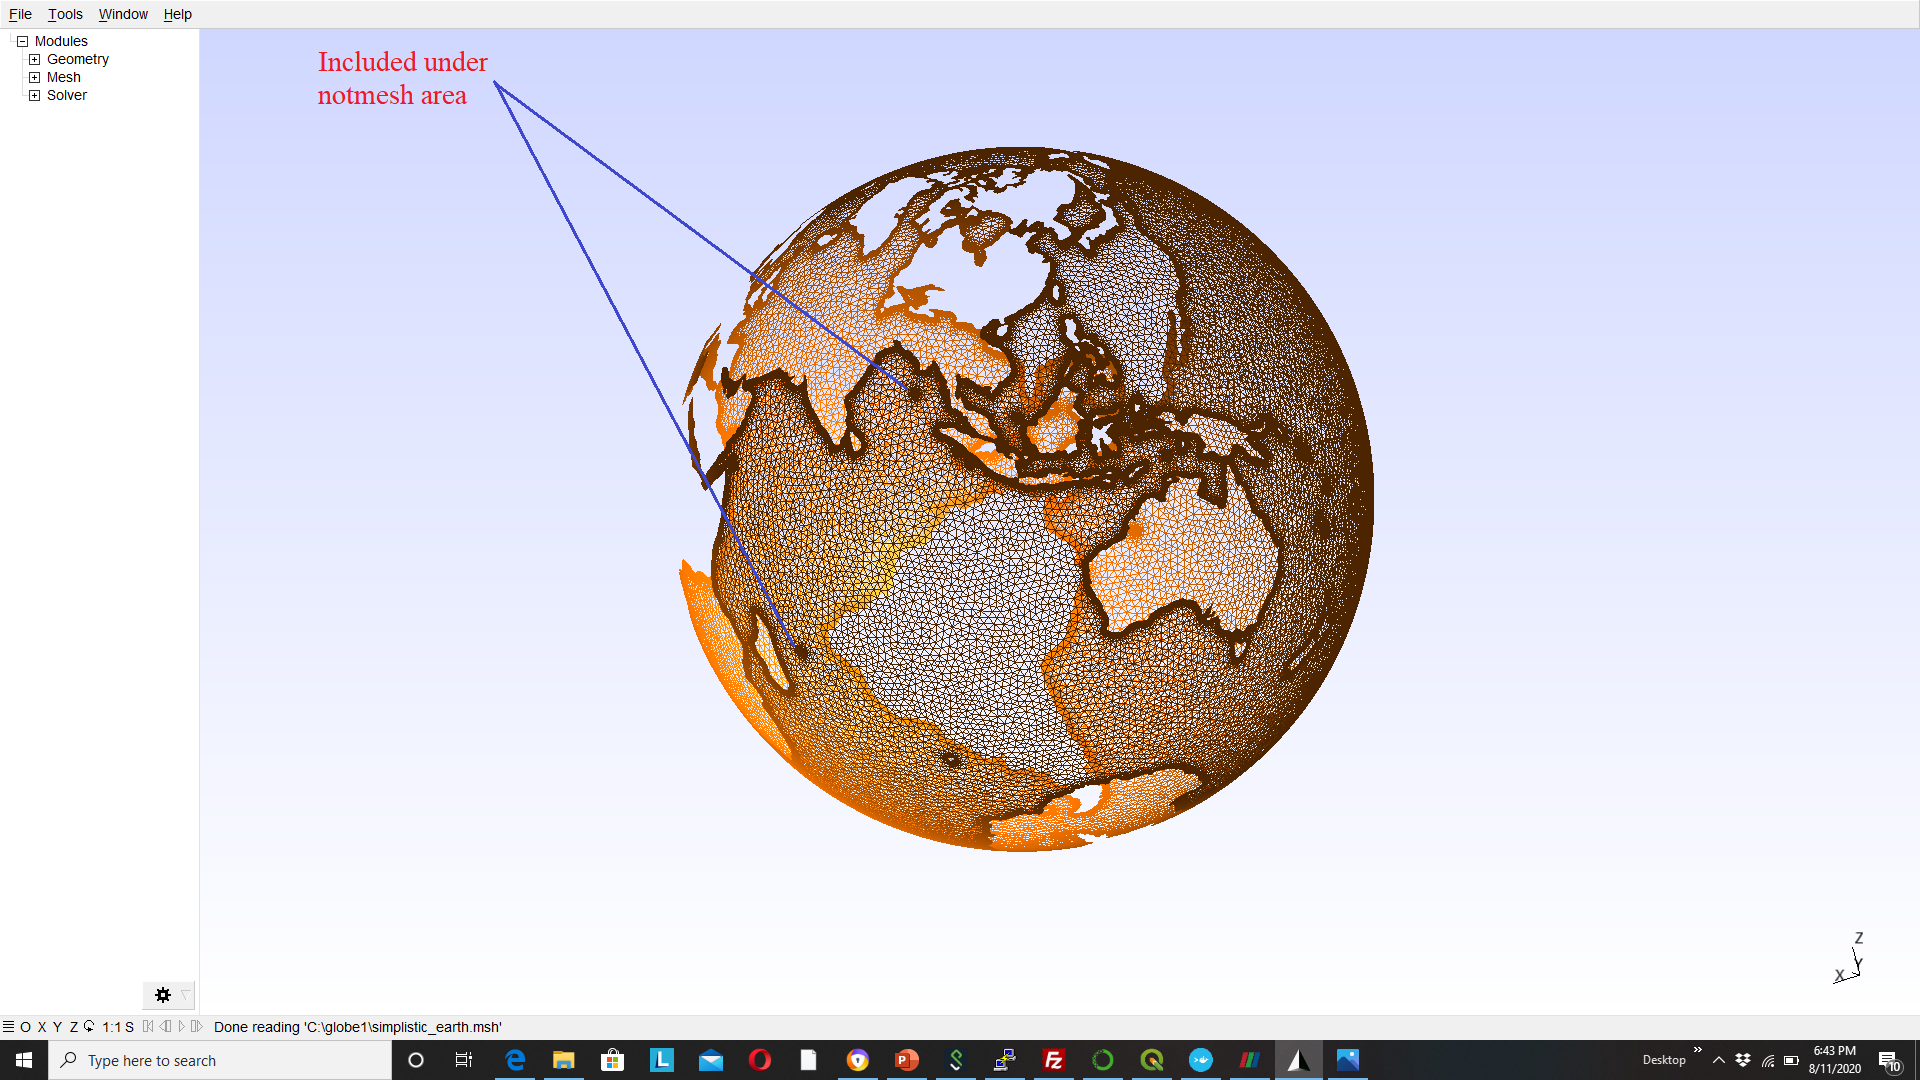 File Tools Window Help
Modules
Geometry
Mesh
Solver
Included under
notmesh area
Z
Y
X
O X Y Z 1:1 S Done reading 'C:\globe1\simplistic_earth.msh'
Type here to search
Desktop
6:43 PM
8/11/2020
10